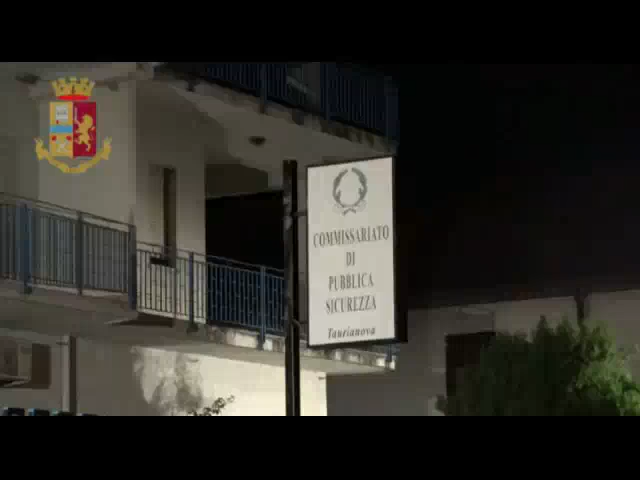 COMMISSARIATO
DI
PUBBLICA
SICUREZZA
Taurianova